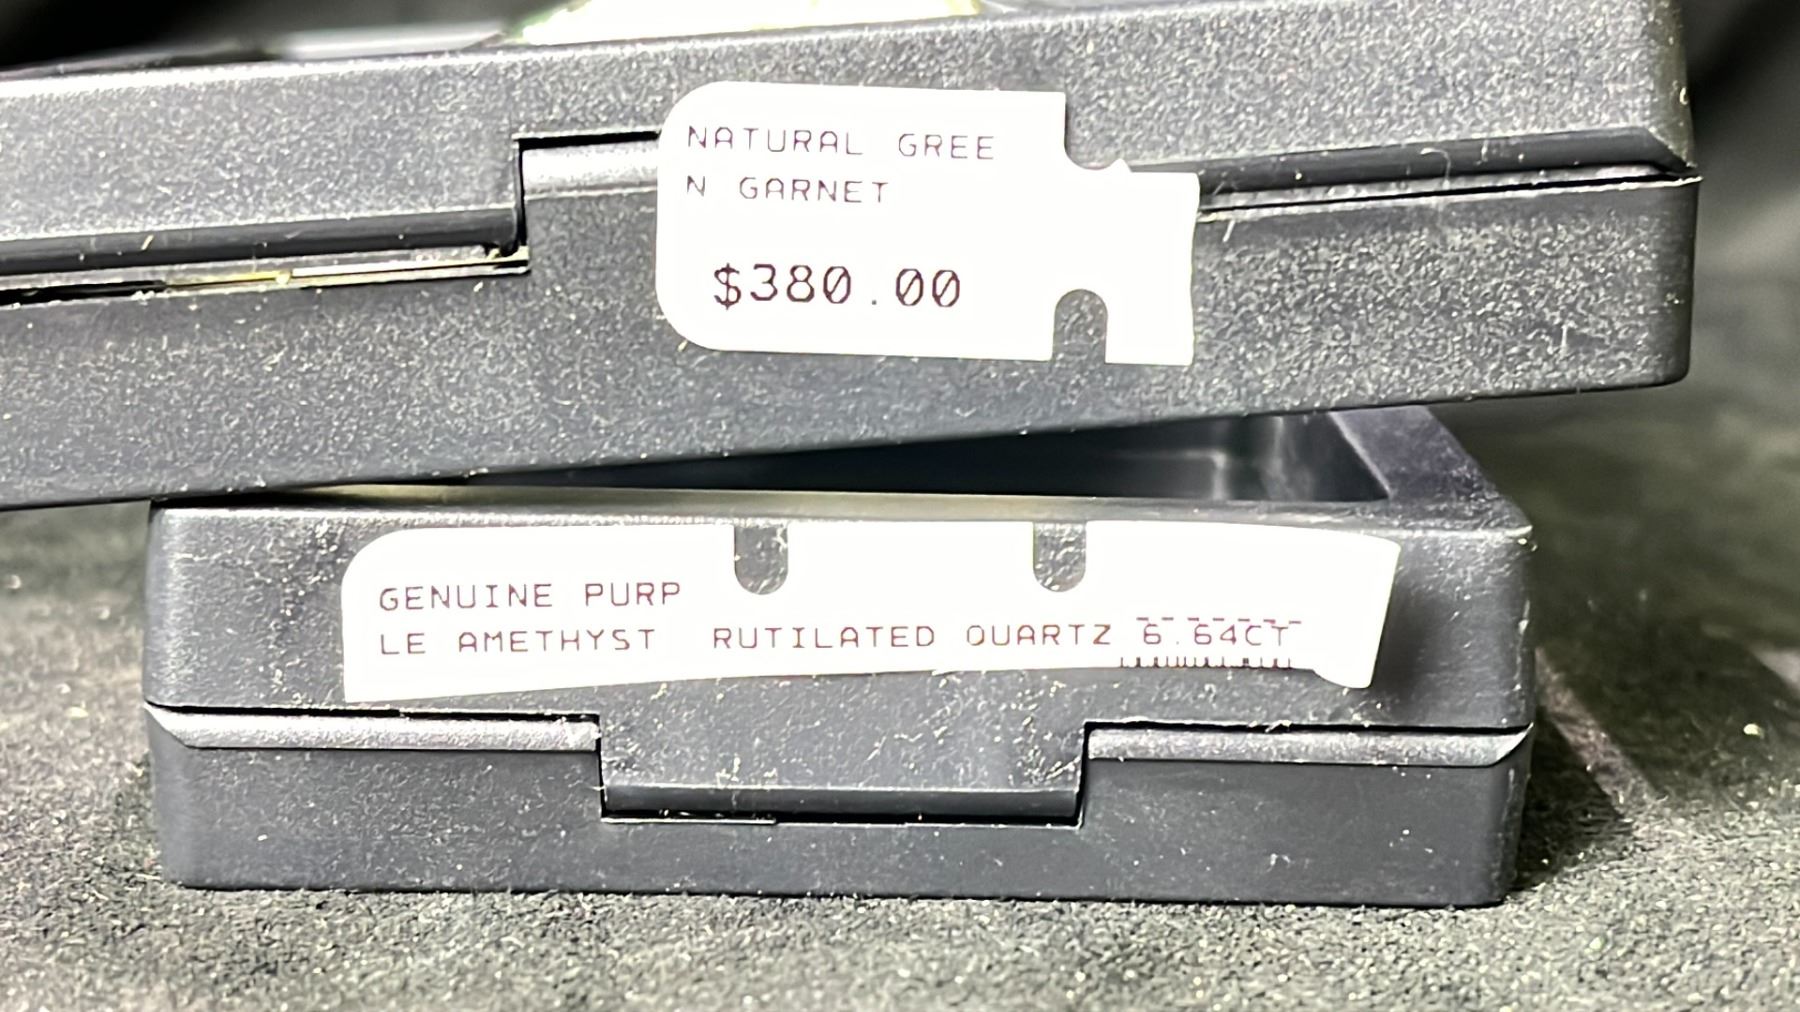 NATURAL GREE
N GARNET
$380.00
GENUINE PURP
LE AMETHYST RUTILATED QUARTZ 6.64CT